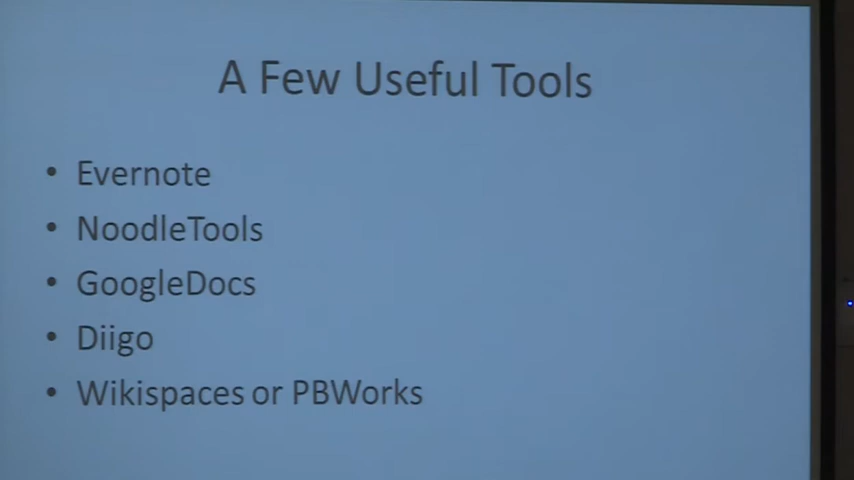 A Few Useful Tools
• Evernote
• NoodleTools
• GoogleDocs
• Diigo
• Wikispaces or PBWorks